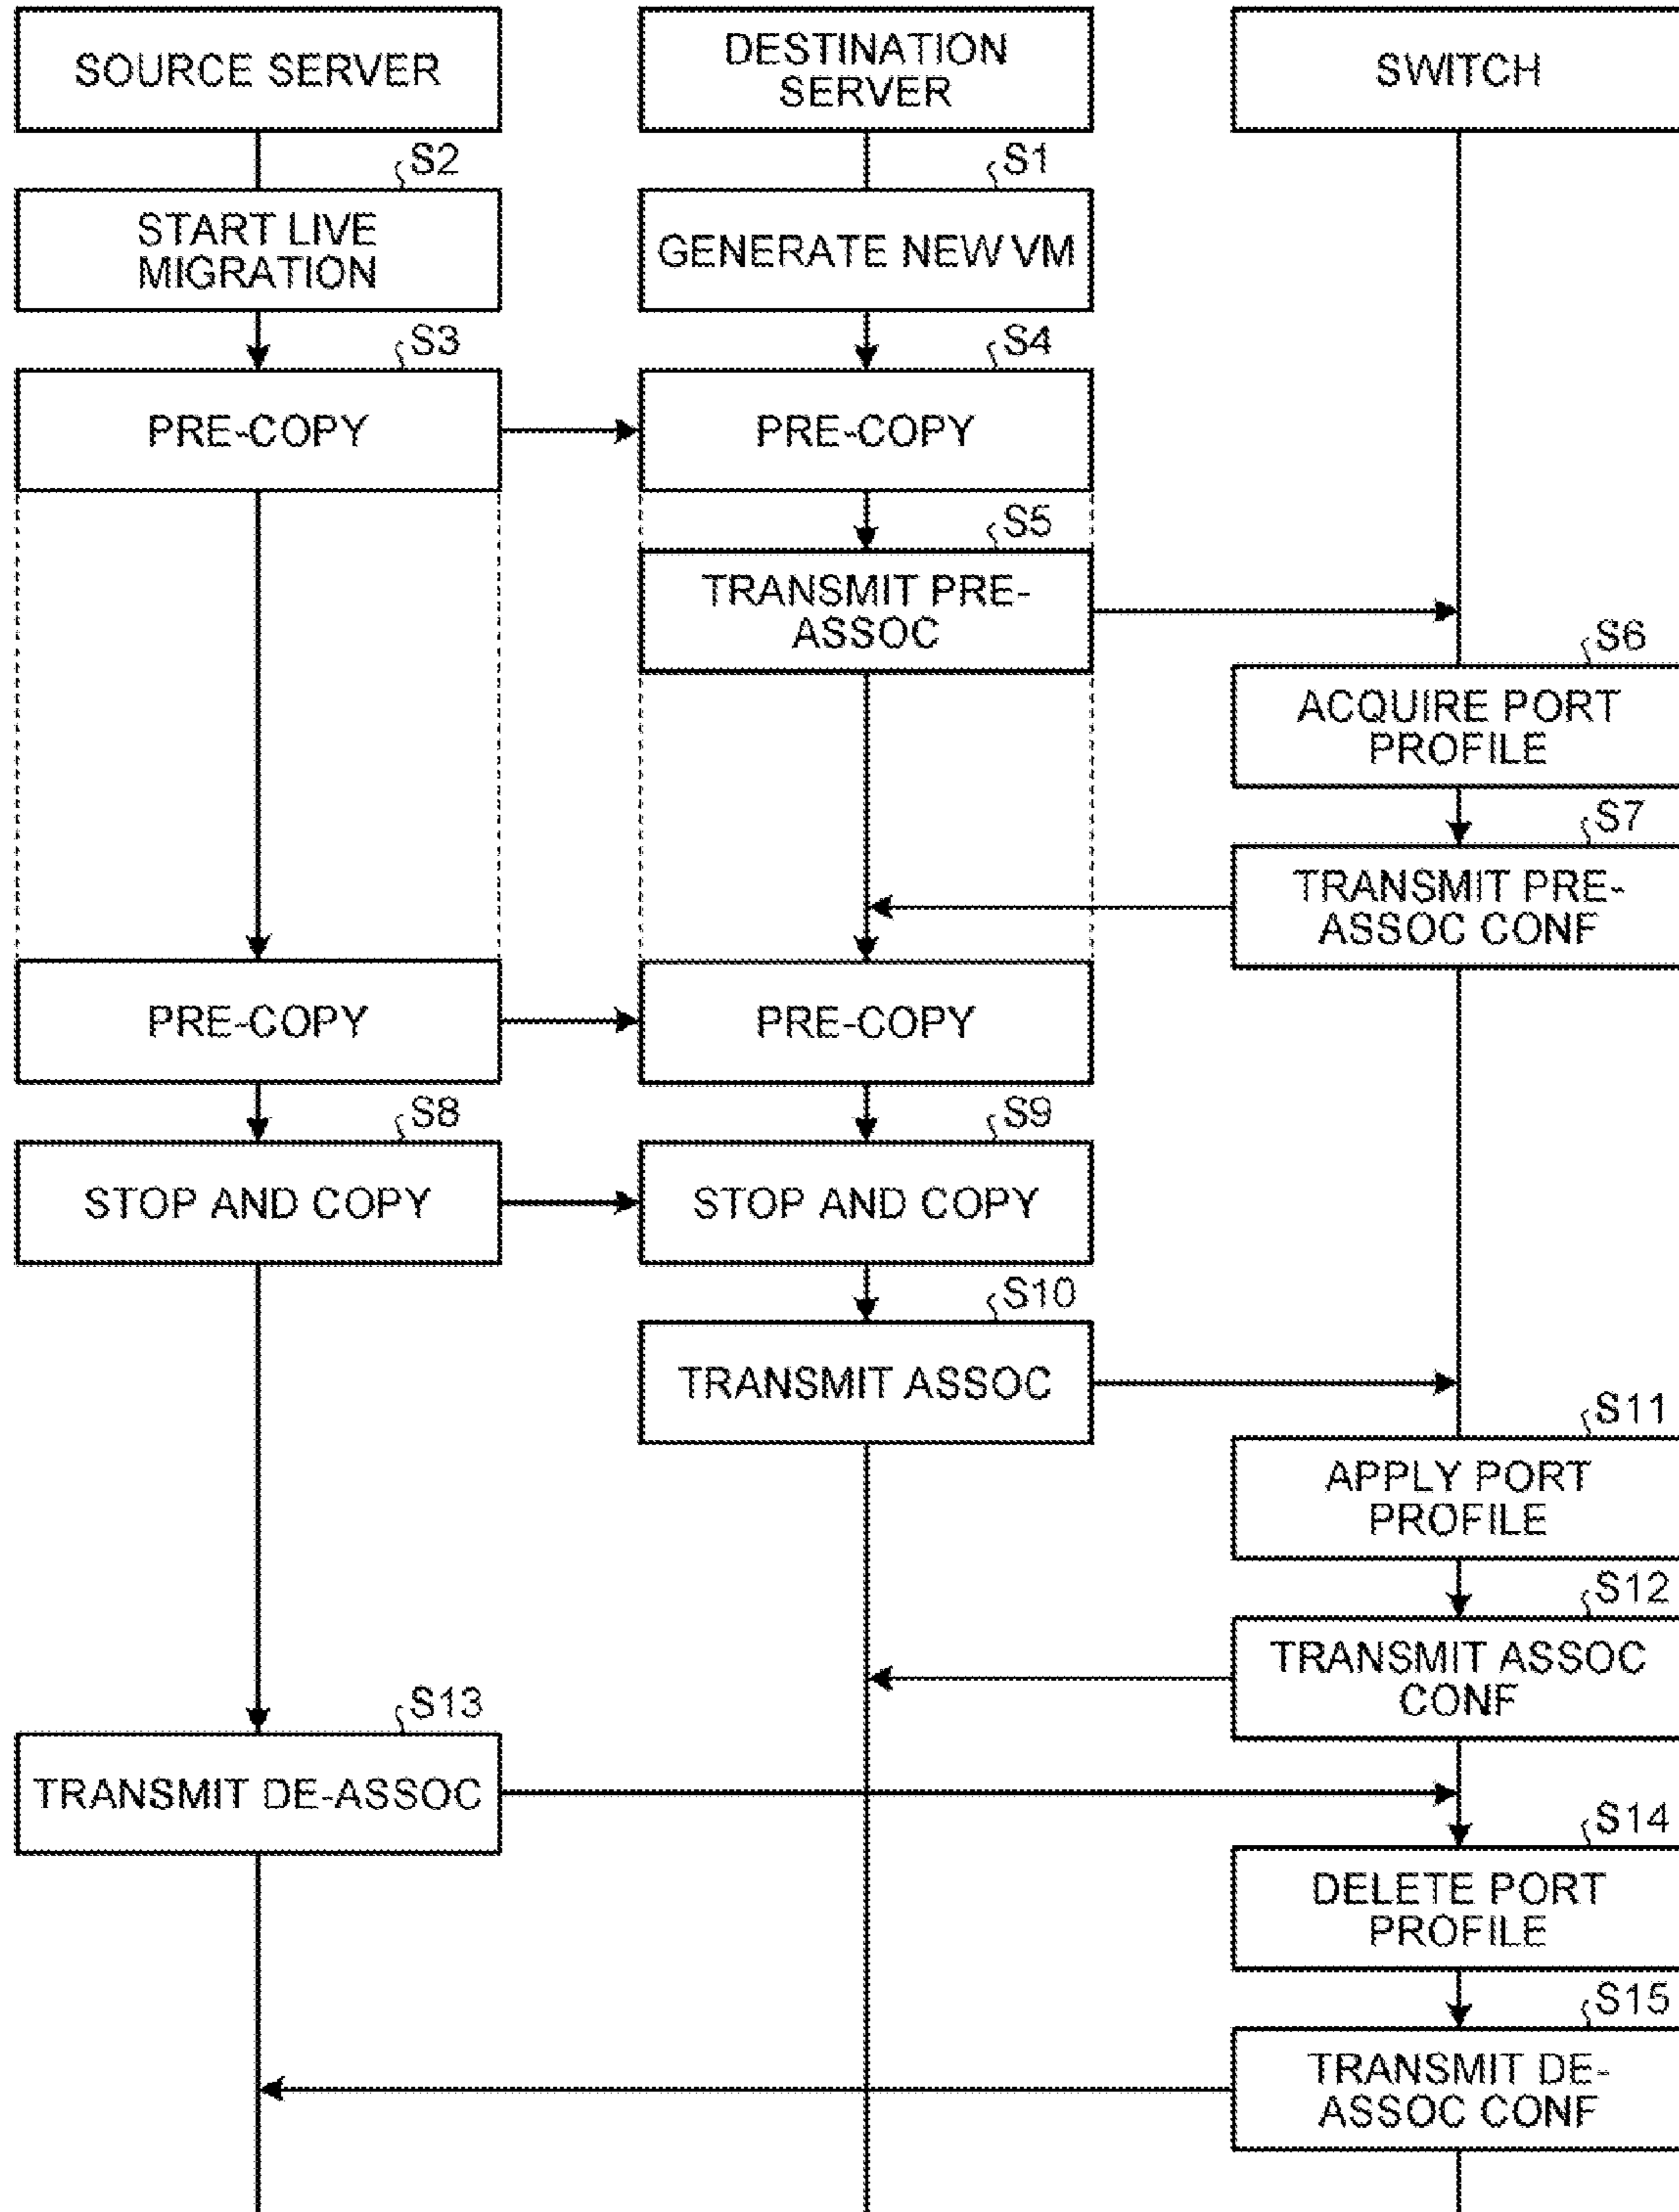 SOURCE SERVER
DESTINATION
SERVER
SWITCH
S2
START LIVE
MIGRATION
S1
GENERATE NEW VM
S3
PRE-COPY
S4
PRE-COPY
S5
TRANSMIT PRE-
ASSOC
S6
ACQUIRE PORT
PROFILE
S7
TRANSMIT PRE-
ASSOC CONF
PRE-COPY
PRE-COPY
S8
STOP AND COPY
S9
STOP AND COPY
S10
TRANSMIT ASSOC
S11
APPLY PORT
PROFILE
S12
TRANSMIT ASSOC
CONF
S13
TRANSMIT DE-ASSOC
S14
DELETE PORT
PROFILE
S15
TRANSMIT DE-
ASSOC CONF